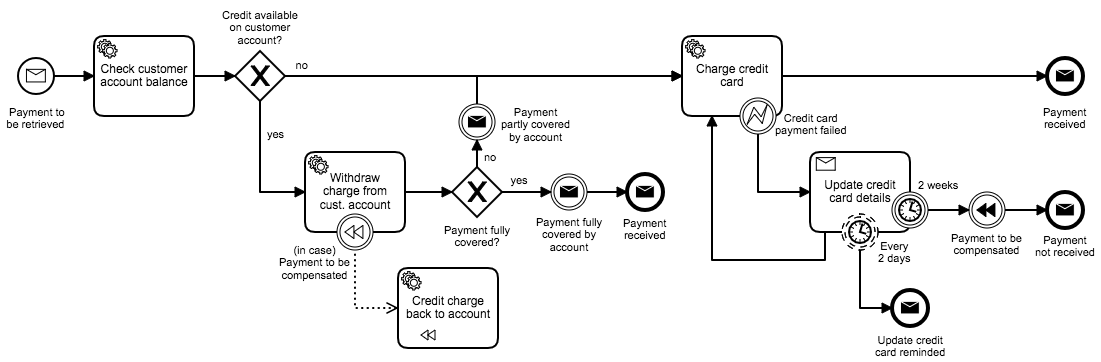 Payment to
be retrieved
Check customer
account balance
Credit available
on customer
account?
no
yes
Withdraw
charge from
cust. account
(in case)
Payment to be
compensated
Credit charge
back to account
Payment fully
covered?
no
Payment
partly covered
by account
yes
Payment fully
covered by
account
Payment
received
Charge credit
card
Credit card
payment failed
Payment
received
Update credit
card details
2 weeks
Payment to be
compensated
Payment
not received
Every
2 days
Update credit
card reminded